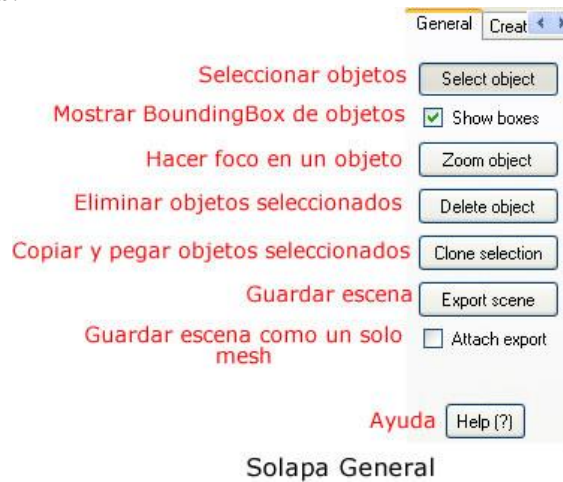 General Creat
Seleccionar objetos Select object
Mostrar BoundingBox de objetos Show boxes
Hacer foco en un objeto Zoom object
Eliminar objetos seleccionados Delete object
Copiar y pegar objetos seleccionados Clone selection
Guardar escena Export scene
Guardar escena como un solo Attach export
mesh
Ayuda Help (?)
Solapa General